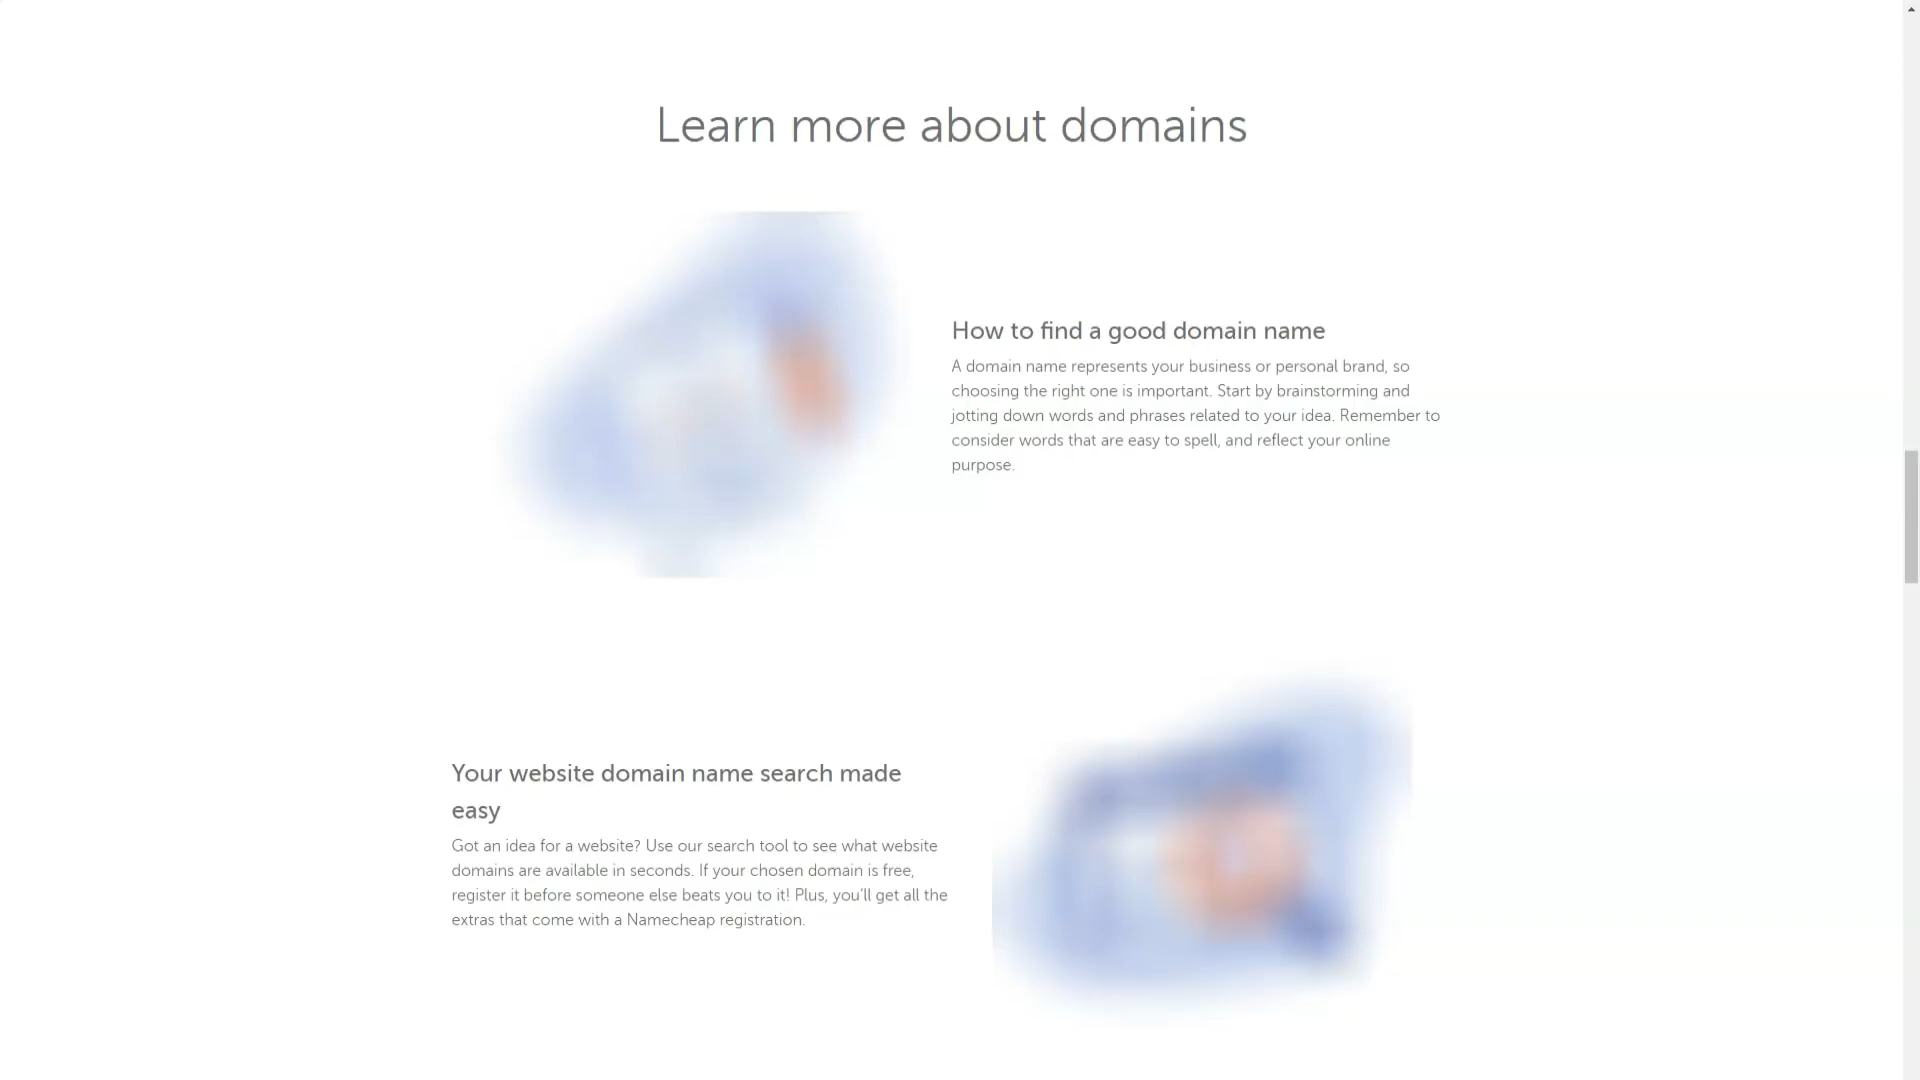 Learn more about domains
How to find a good domain name
A domain name represents your business or personal brand, so
choosing the right one is important. Start by brainstorming and
jotting down words and phrases related to your idea. Remember to
consider words that are easy to spell, and reflect your online
purpose.
Your website domain name search made
easy
Got an idea for a website? Use our search tool to see what website
domains are available in seconds. If your chosen domain is free,
register it before someone else beats you to it! Plus, you'll get all the
extras that come with a Namecheap registration.